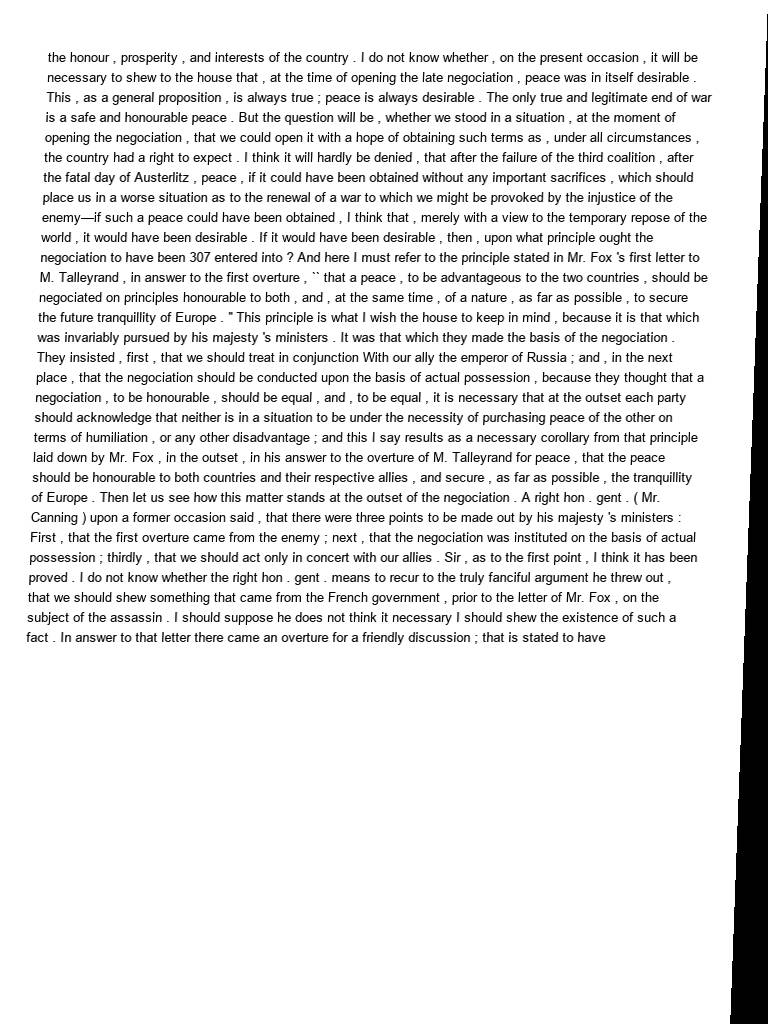 the honour , prosperity , and interests of the country . I do not know whether , on the present occasion , it will be
necessary to shew to the house that , at the time of opening the late negociation , peace was in itself desirable .
This , as a general proposition , is always true ; peace is always desirable . The only true and legitimate end of war
is a safe and honourable peace . But the question will be , whether we stood in a situation , at the moment of
opening the negociation , that we could open it with a hope of obtaining such terms as , under all circumstances ,
the country had a right to expect . I think it will hardly be denied , that after the failure of the third coalition , after
the fatal day of Austerlitz , peace , if it could have been obtained without any important sacrifices , which should
place us in a worse situation as to the renewal of a war to which we might be provoked by the injustice of the
enemy—if such a peace could have been obtained , I think that , merely with a view to the temporary repose of the
world , it would have been desirable . If it would have been desirable , then , upon what principle ought the
negociation to have been 307 entered into ? And here I must refer to the principle stated in Mr. Fox 's first letter to
M. Talleyrand , in answer to the first overture , `` that a peace , to be advantageous to the two countries , should be
negociated on principles honourable to both , and , at the same time , of a nature , as far as possible , to secure
the future tranquillity of Europe . " This principle is what I wish the house to keep in mind , because it is that which
was invariably pursued by his majesty 's ministers . It was that which they made the basis of the negociation .
They insisted , first , that we should treat in conjunction With our ally the emperor of Russia ; and , in the next
place , that the negociation should be conducted upon the basis of actual possession , because they thought that a
negociation , to be honourable , should be equal , and , to be equal , it is necessary that at the outset each party
should acknowledge that neither is in a situation to be under the necessity of purchasing peace of the other on
terms of humiliation , or any other disadvantage ; and this I say results as a necessary corollary from that principle
laid down by Mr. Fox , in the outset , in his answer to the overture of M. Talleyrand for peace , that the peace
should be honourable to both countries and their respective allies , and secure , as far as possible , the tranquillity
of Europe . Then let us see how this matter stands at the outset of the negociation . A right hon . gent . ( Mr.
Canning ) upon a former occasion said , that there were three points to be made out by his majesty 's ministers :
First , that the first overture came from the enemy ; next , that the negociation was instituted on the basis of actual
possession ; thirdly , that we should act only in concert with our allies . Sir , as to the first point , I think it has been
proved . I do not know whether the right hon . gent . means to recur to the truly fanciful argument he threw out ,
that we should shew something that came from the French government , prior to the letter of Mr. Fox , on the
subject of the assassin . I should suppose he does not think it necessary I should shew the existence of such a
fact . In answer to that letter there came an overture for a friendly discussion ; that is stated to have